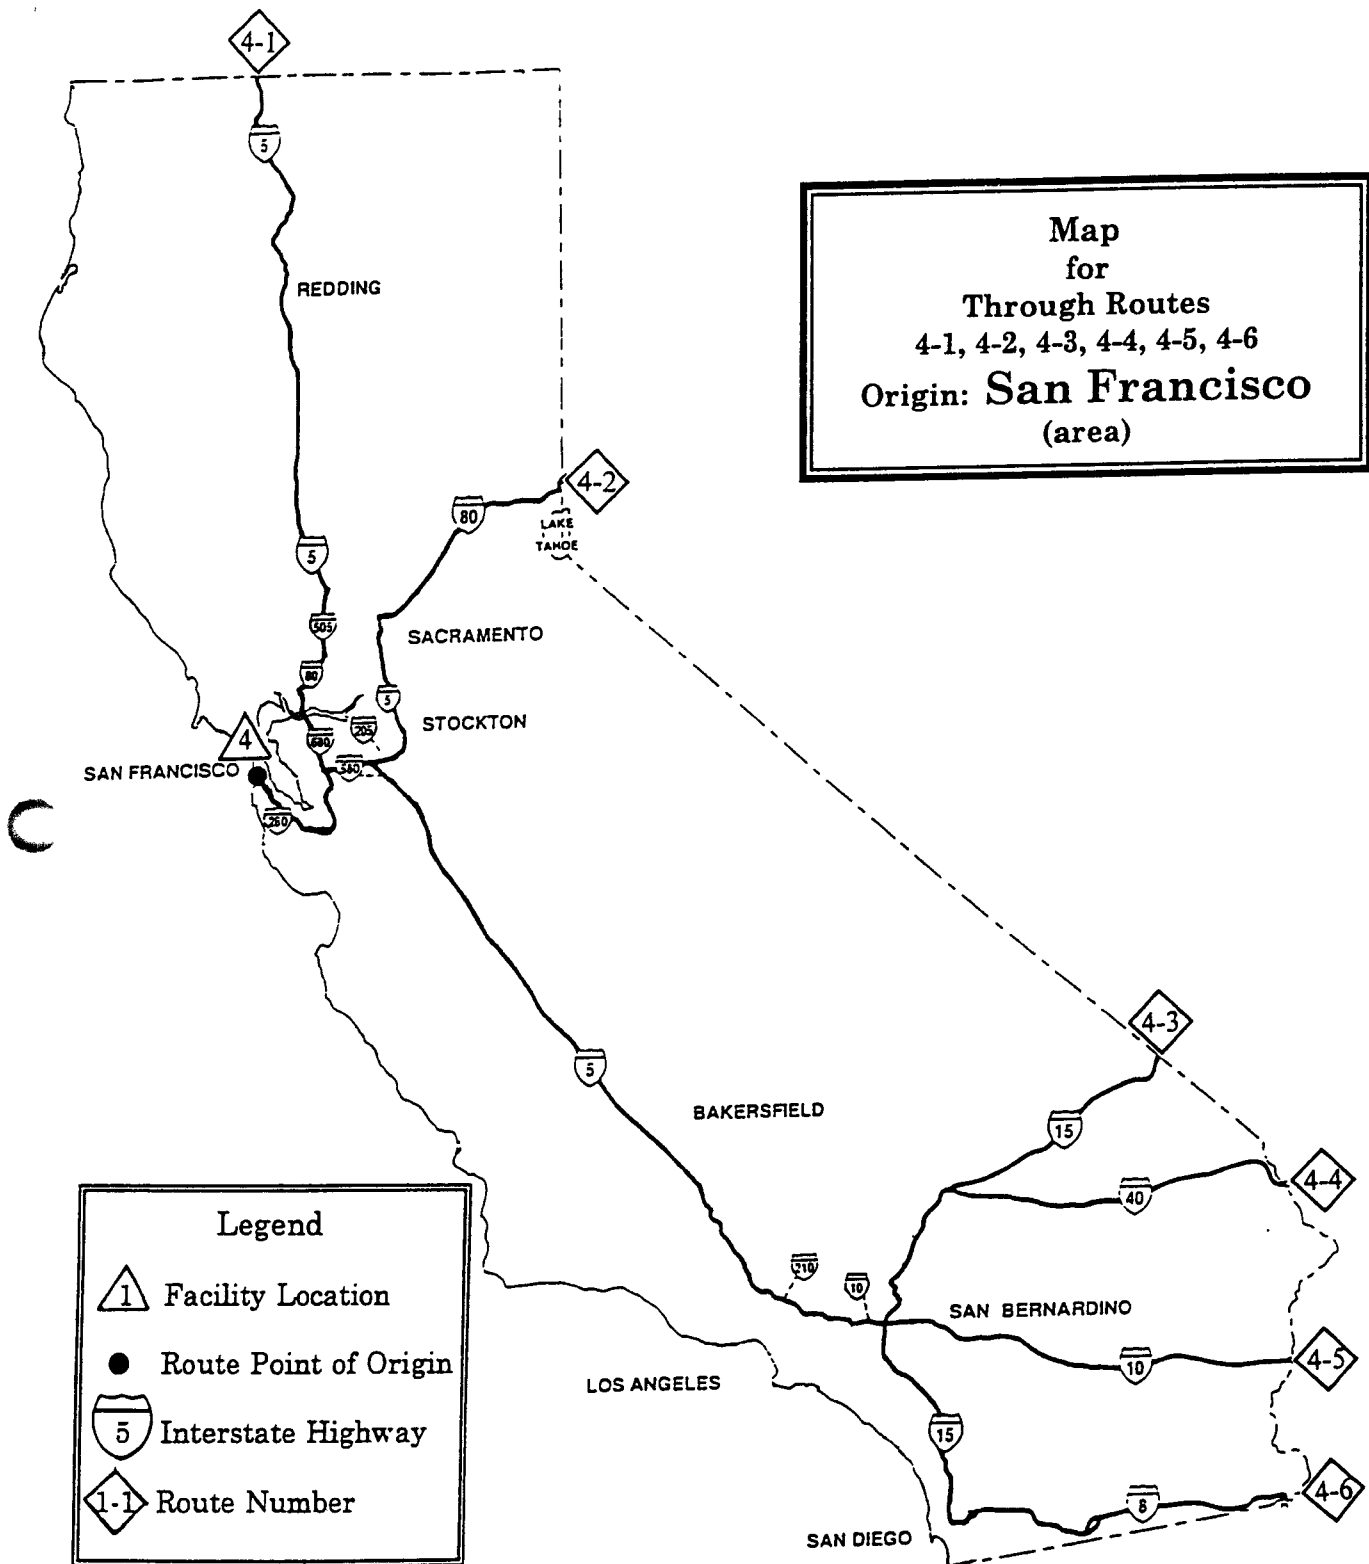 4-1
5
REDDING
Map
for
Through Routes
4-1, 4-2, 4-3, 4-4, 4-5, 4-6
Origin: San Francisco
(area)
4-2
80
LAKE
TAHOE
5
505
SACRAMENTO
80
5
STOCKTON
205
680
4
580
SAN FRANCISCO
280
4-3
5
BAKERSFIELD
15
4-4
40
210
10
SAN BERNARDINO
4-5
10
LOS ANGELES
15
4-6
8
SAN DIEGO
Legend
1 Facility Location
Route Point of Origin
5 Interstate Highway
1-1 Route Number